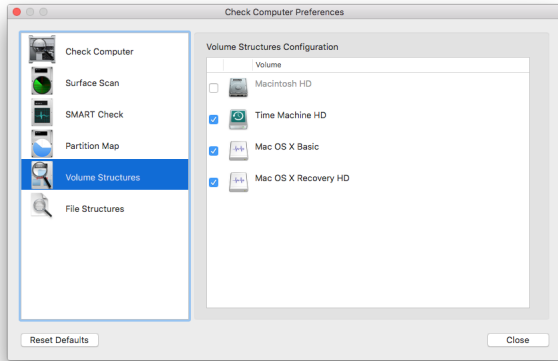 Check Computer Preferences
Check Computer
Surface Scan
SMART Check
Partition Map
Volume Structures
File Structures
Volume Structures Configuration
Volume
Macintosh HD
Time Machine HD
Mac OS X Basic
Mac OS X Recovery HD
Reset Defaults
Close